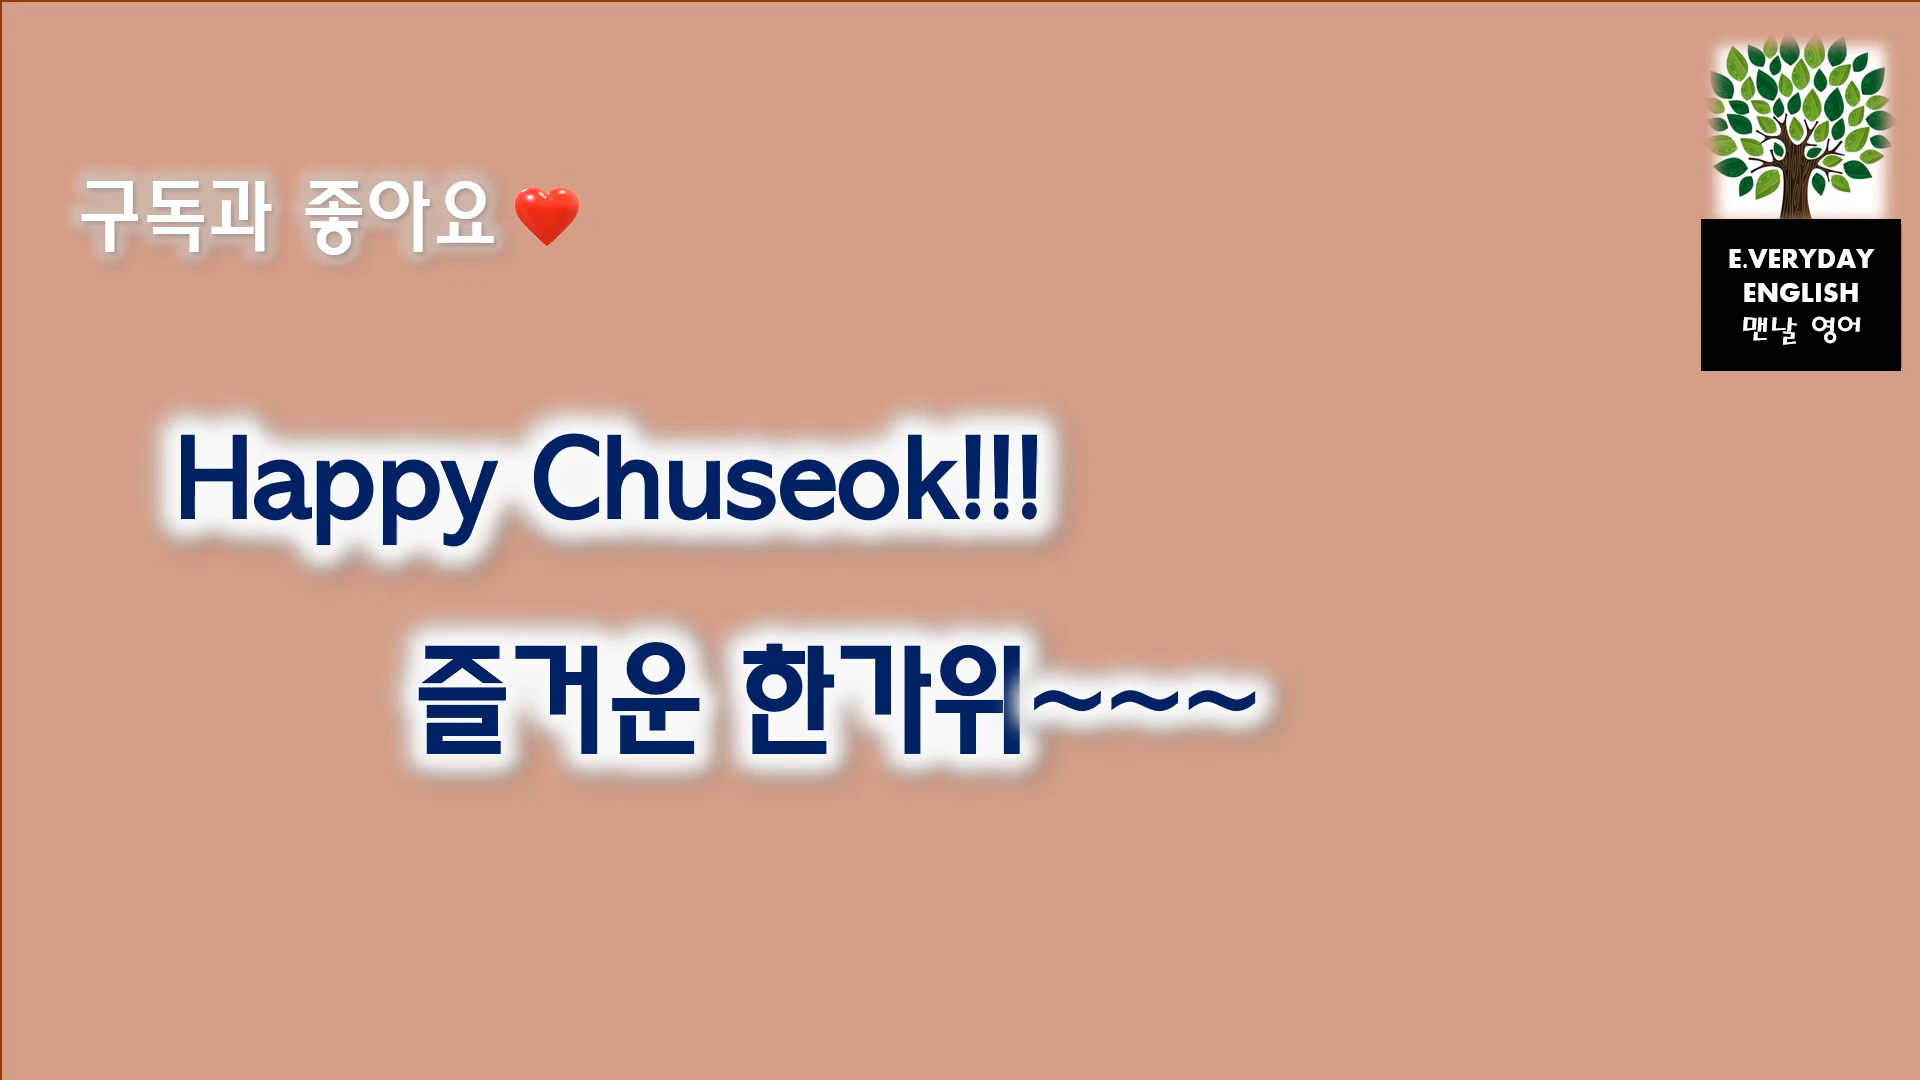 구독과 좋아요 ❤️
E.VERYDAY
ENGLISH
맨날 영어
Happy Chuseok!!!
즐거운 한가위~~~